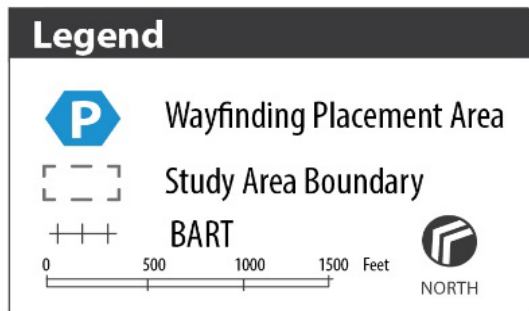 Legend
P Wayfinding Placement Area
Study Area Boundary
BART
0 500 1000 1500 Feet
NORTH